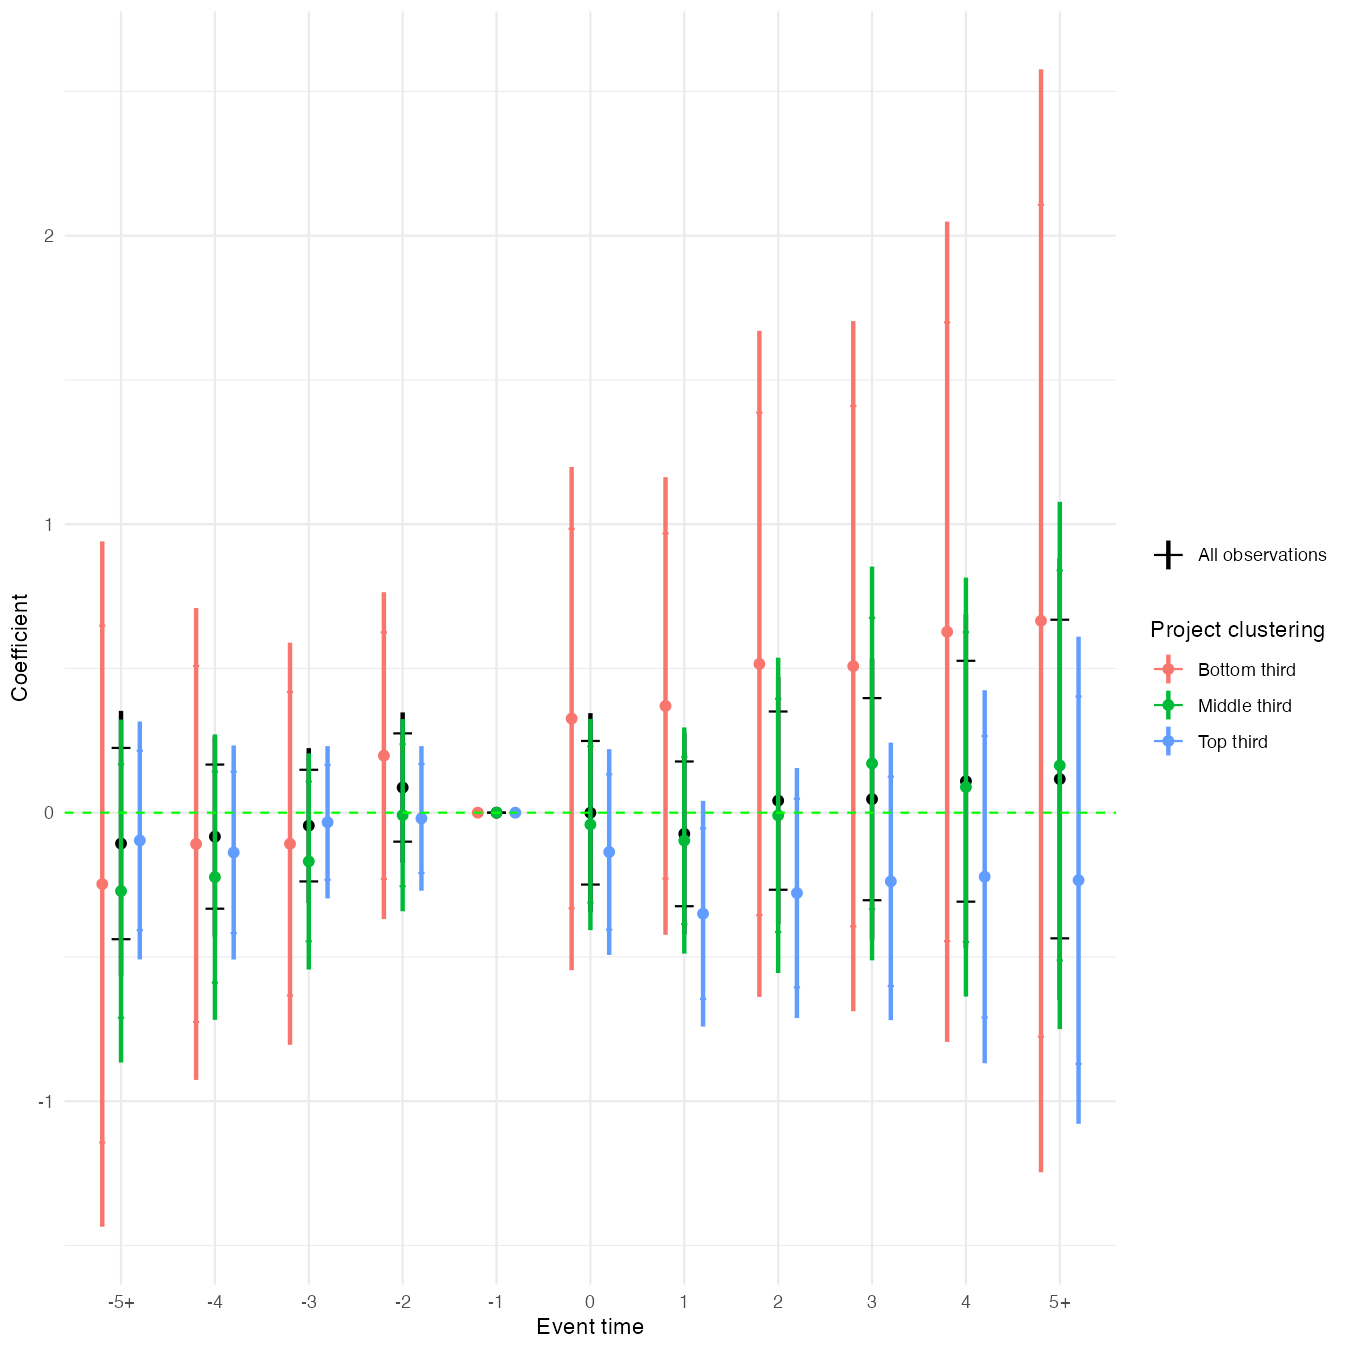 2
1
0
-1
Coefficient
-5+ -4 -3 -2 -1 0 1 2 3 4 5+
Event time
All observations
Project clustering
Bottom third
Middle third
Top third